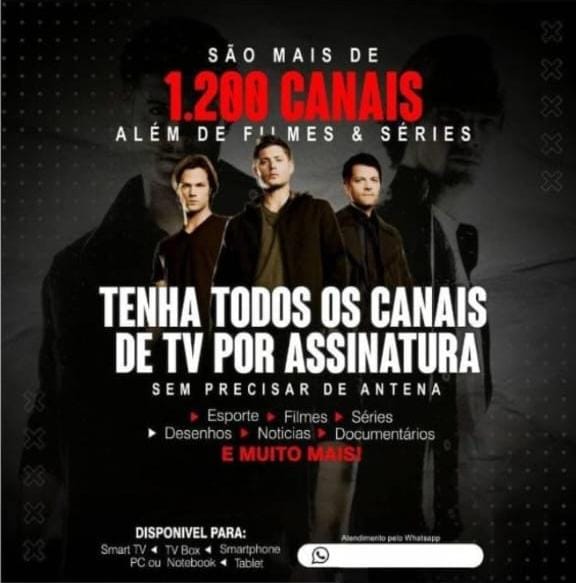 SÃO MAIS DE
1.200 CANAIS
ALÉM DE FILMES & SÉRIES
TENHA TODOS OS CANAIS
DE TV POR ASSINATURA
SEM PRECISAR DE ANTENA
▶ Esporte ▶ Filmes ▶ Séries
▶ Desenhos ▶ Noticias ▶ Documentários
E MUITO MAIS!
DISPONIVEL PARA:
Smart TV ◀ TV Box ◀ Smartphone
PC ou Notebook ◀ Tablet
Atendimento pelo Whatsapp